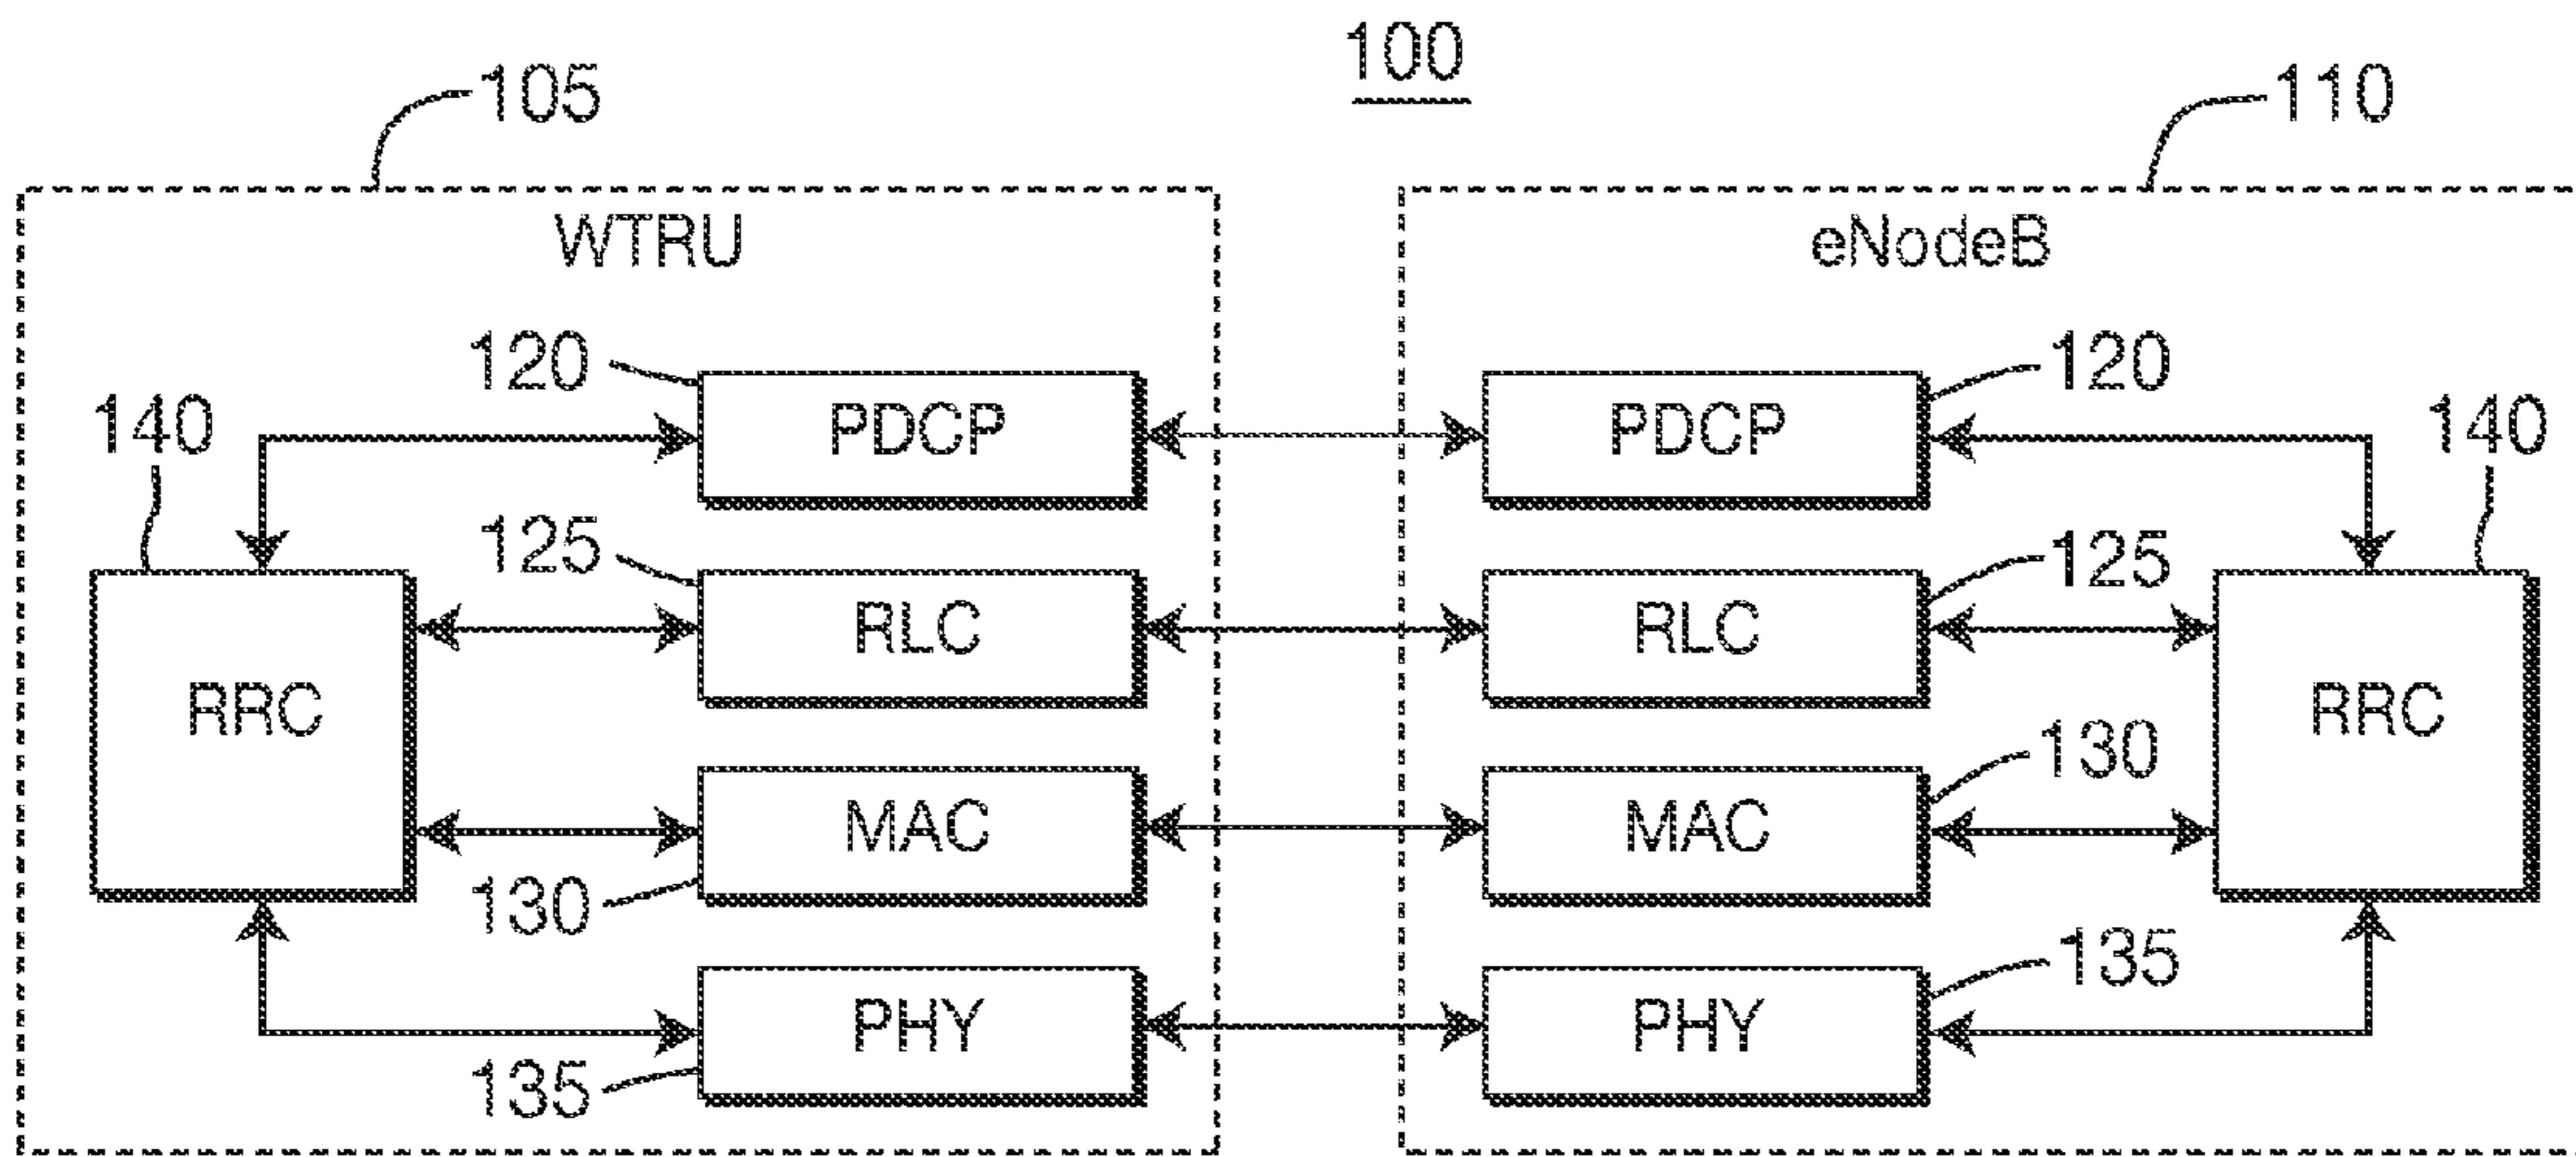 100
105
110
WTRU
eNodeB
120
PDCP
PDCP
120
140
140
125
RLC
RLC
125
RRC
RRC
130
MAC
MAC
130
135
PHY
PHY
135